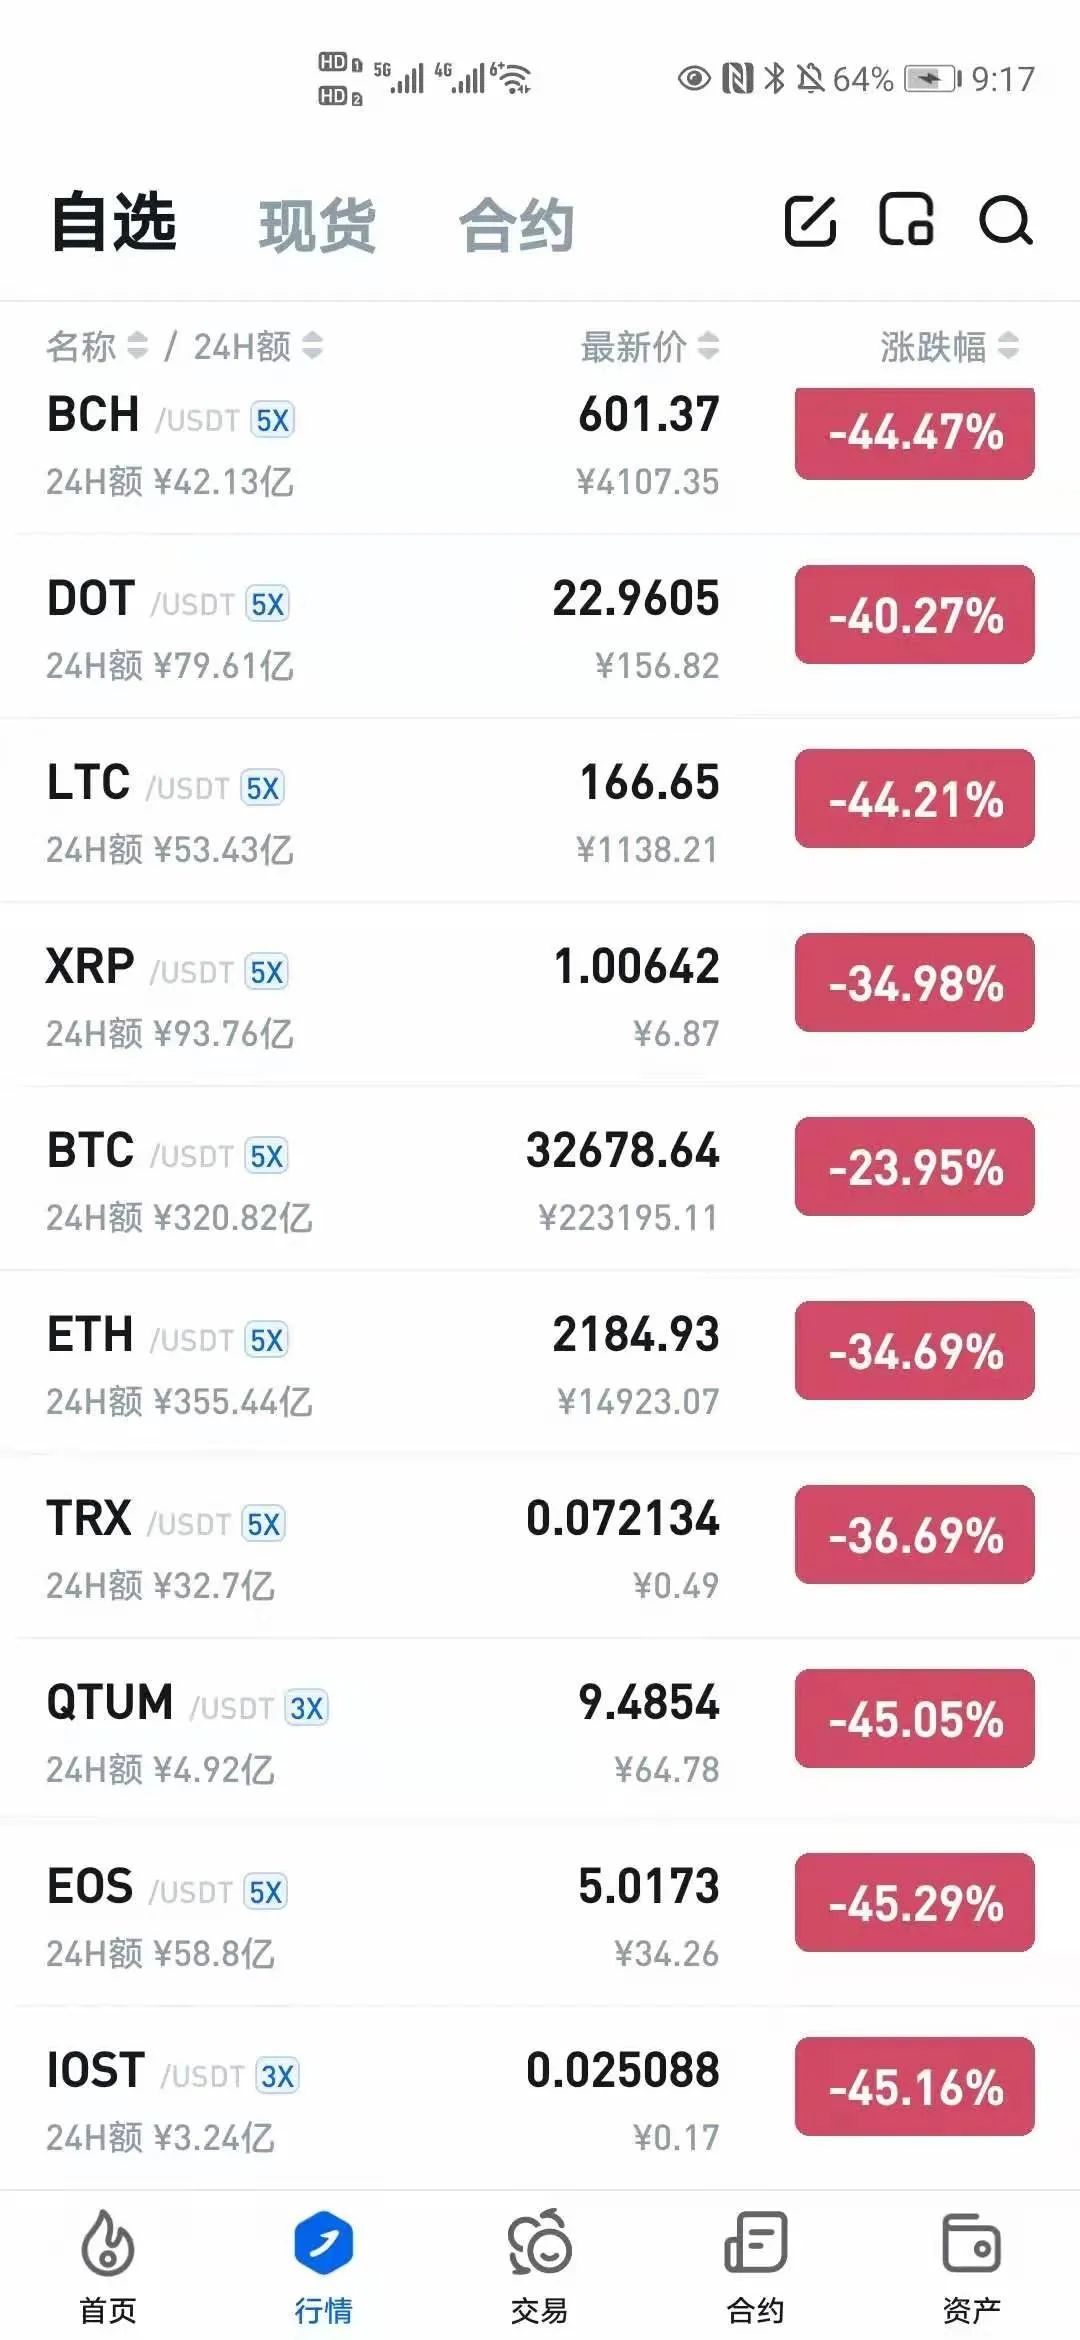 HD 1 5G 4G 6+ 64% 9:17
HD 2
自选 现货 合约
名称 / 24H额 最新价 涨跌幅
BCH /USDT 5X 601.37 -44.47%
24H额 ¥42.13亿 ¥4107.35
DOT /USDT 5X 22.9605 -40.27%
24H额 ¥79.61亿 ¥156.82
LTC /USDT 5X 166.65 -44.21%
24H额 ¥53.43亿 ¥1138.21
XRP /USDT 5X 1.00642 -34.98%
24H额 ¥93.76亿 ¥6.87
BTC /USDT 5X 32678.64 -23.95%
24H额 ¥320.82亿 ¥223195.11
ETH /USDT 5X 2184.93 -34.69%
24H额 ¥355.44亿 ¥14923.07
TRX /USDT 5X 0.072134 -36.69%
24H额 ¥32.7亿 ¥0.49
QTUM /USDT 3X 9.4854 -45.05%
24H额 ¥4.92亿 ¥64.78
EOS /USDT 5X 5.0173 -45.29%
24H额 ¥58.8亿 ¥34.26
IOST /USDT 3X 0.025088 -45.16%
24H额 ¥3.24亿 ¥0.17
首页 行情 交易 合约 资产